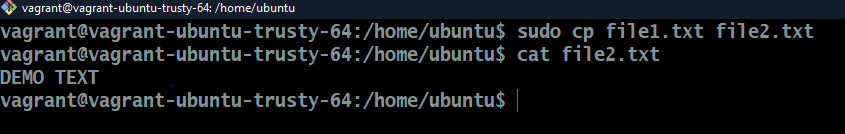 vagrant@vagrant-ubuntu-trusty-64: /home/ubuntu
vagrant@vagrant-ubuntu-trusty-64:/home/ubuntu$ sudo cp file1.txt file2.txt
vagrant@vagrant-ubuntu-trusty-64:/home/ubuntu$ cat file2.txt
DEMO TEXT
vagrant@vagrant-ubuntu-trusty-64:/home/ubuntu$